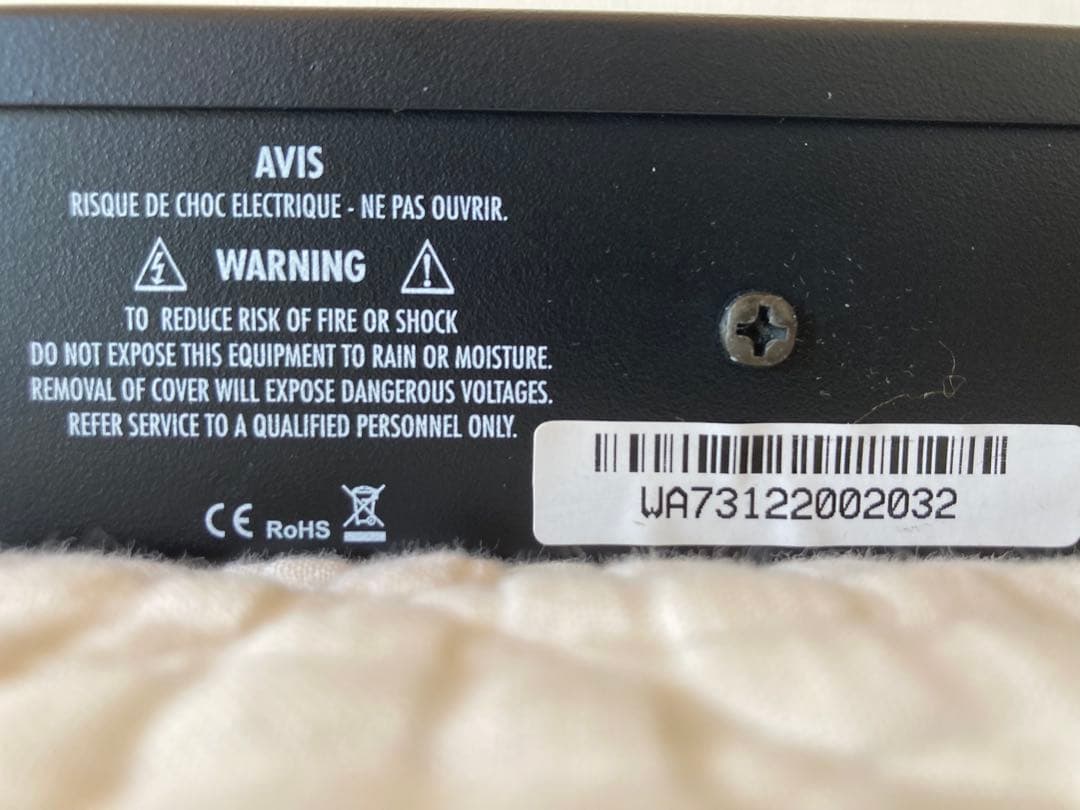 AVIS
RISQUE DE CHOC ELECTRIQUE - NE PAS OUVRIR.
WARNING
TO REDUCE RISK OF FIRE OR SHOCK
DO NOT EXPOSE THIS EQUIPMENT TO RAIN OR MOISTURE.
REMOVAL OF COVER WILL EXPOSE DANGEROUS VOLTAGES.
REFER SERVICE TO A QUALIFIED PERSONNEL ONLY.
CE RoHS
WA73122002032